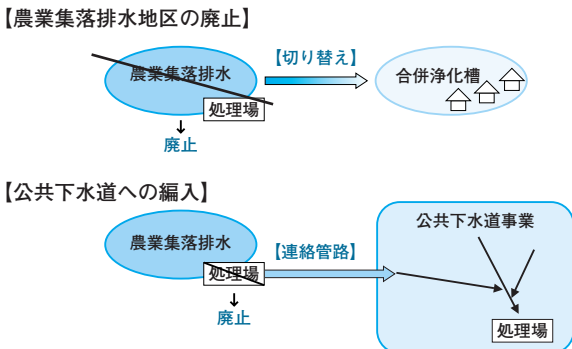 【農業集落排水地区の廃止】
【切り替え】
農業集落排水
合併浄化槽
処理場
廃止
【公共下水道への編入】
公共下水道事業
農業集落排水
【連絡管路】
処理場
廃止
処理場